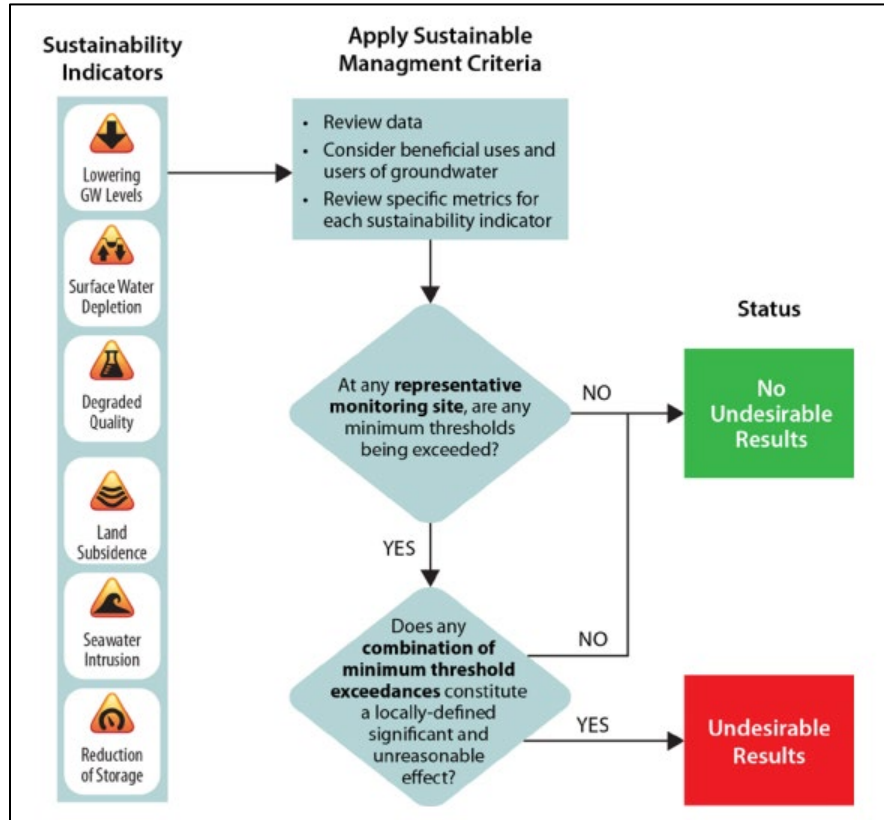 Sustainability
Indicators
Lowering
GW Levels
Surface Water
Depletion
Degraded
Quality
Land
Subsidence
Seawater
Intrusion
Reduction
of Storage
Apply Sustainable
Managment Criteria
• Review data
• Consider beneficial uses and
users of groundwater
• Review specific metrics for
each sustainability indicator
At any representative
monitoring site, are any
minimum thresholds
being exceeded?
NO
YES
Does any
combination of
minimum threshold
exceedances constitute
a locally-defined
significant and
unreasonable
effect?
NO
YES
Status
No
Undesirable
Results
Undesirable
Results